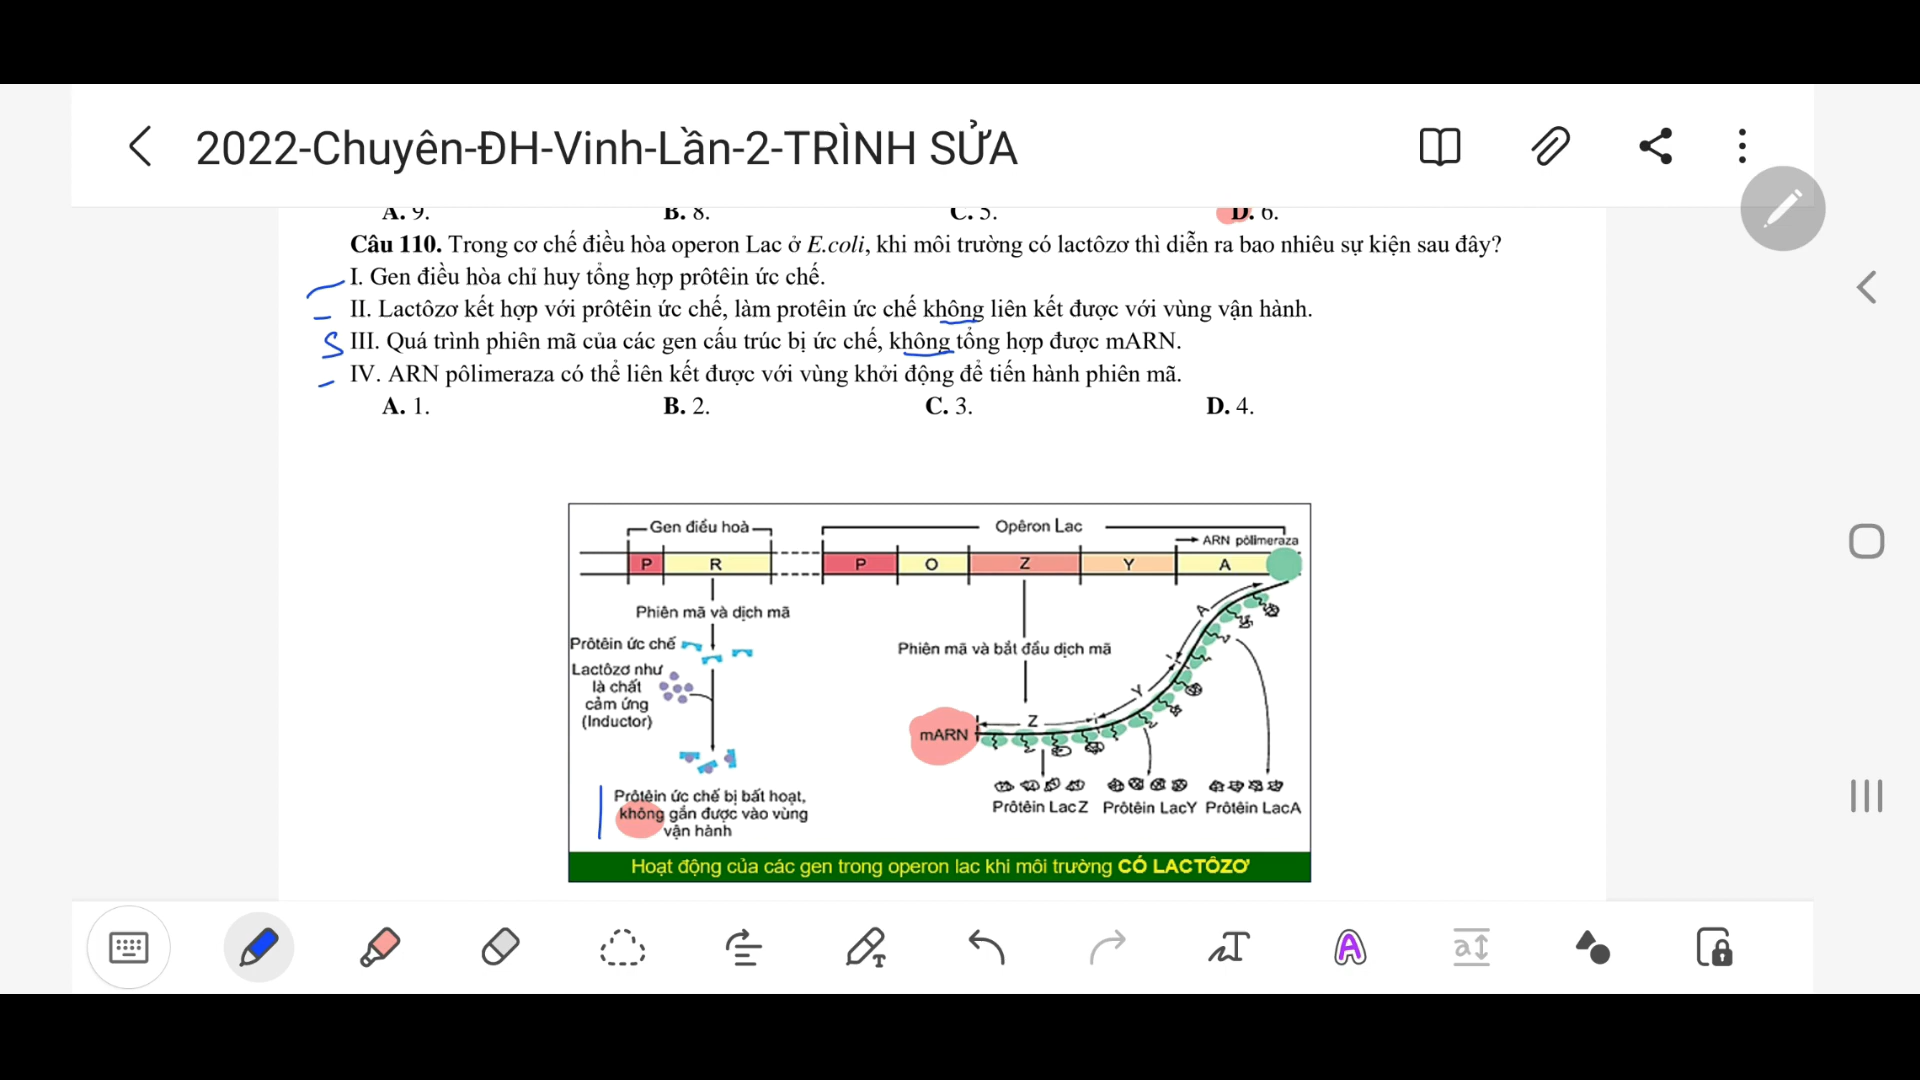 2022-Chuyên-ĐH-Vinh-Lần-2-TRÌNH SỬA
A. 9. B. 8. C. 5. D. 6.
Câu 110. Trong cơ chế điều hòa operon Lac ở E.coli, khi môi trường có lactôzơ thì diễn ra bao nhiêu sự kiện sau đây?
I. Gen điều hòa chỉ huy tổng hợp prôtêin ức chế.
II. Lactôzơ kết hợp với prôtêin ức chế, làm protêin ức chế không liên kết được với vùng vận hành.
S III. Quá trình phiên mã của các gen cấu trúc bị ức chế, không tổng hợp được mARN.
IV. ARN pôlimeraza có thể liên kết được với vùng khởi động để tiến hành phiên mã.
A. 1. B. 2. C. 3. D. 4.
Gen điều hoà
Opêron Lac
ARN pôlimeraza
P R P O Z Y A
Phiên mã và dịch mã
Prôtêin ức chế
Lactôzơ như
là chất
cảm ứng
(Inductor)
Phiên mã và bắt đầu dịch mã
A
Y
Z
mARN
Prôtêin ức chế bị bất hoạt,
không gắn được vào vùng
vận hành
Prôtêin LacZ Prôtêin LacY Prôtêin LacA
Hoạt động của các gen trong operon lac khi môi trường CÓ LACTÔZƠ
T
A
a